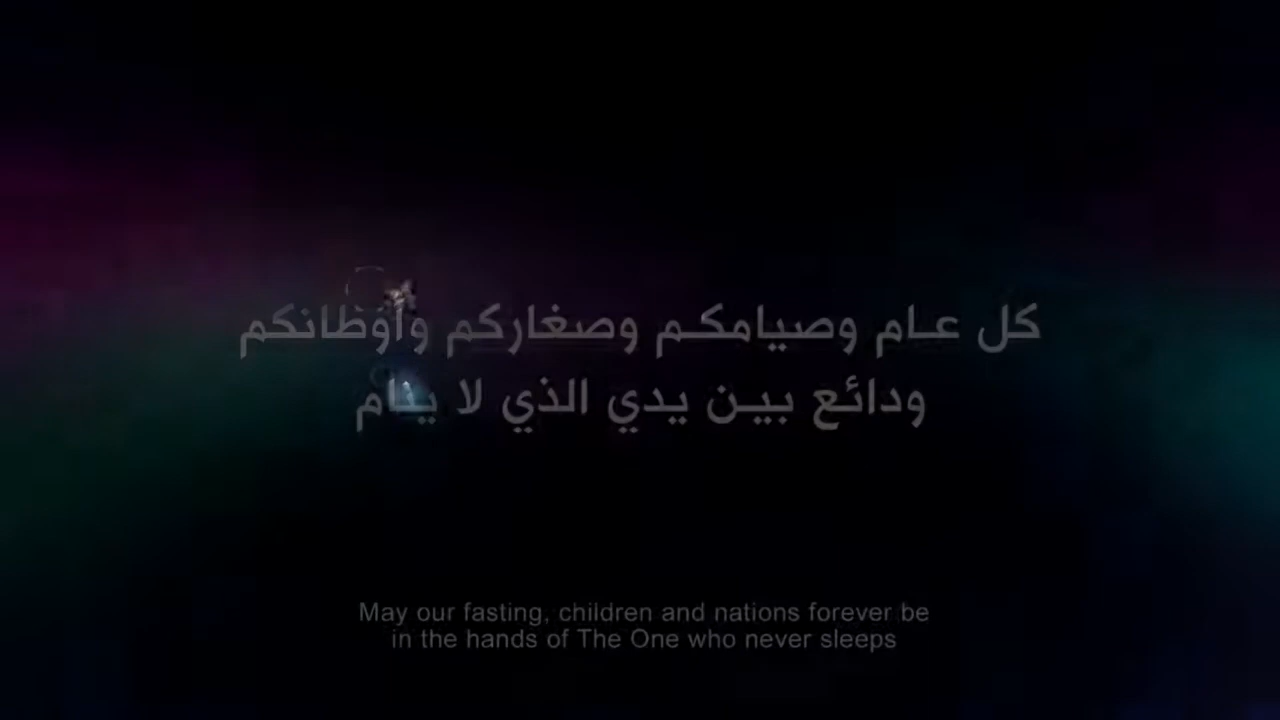 كل عام وصيامكم وصغاركم وأوطانكم
ودائع بين يدي الذي لا ينام
May our fasting, children and nations forever be
in the hands of The One who never sleeps